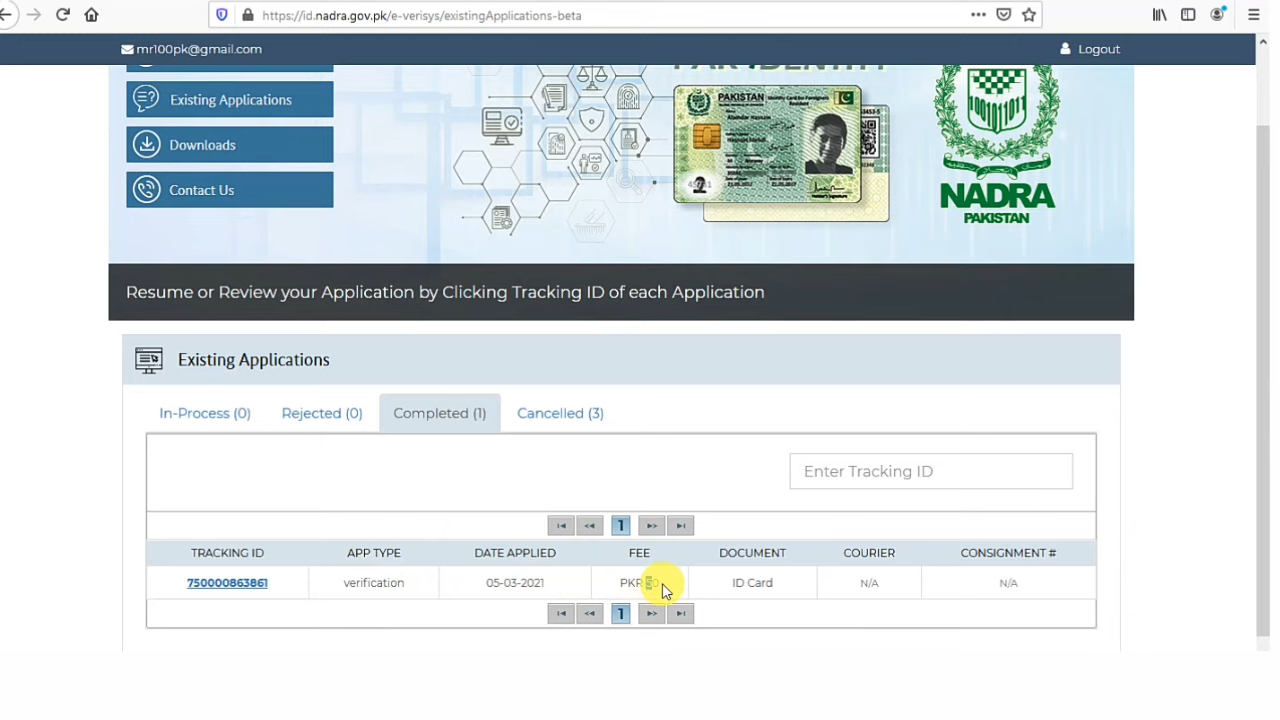 https://id.nadra.gov.pk/e-verisys/existingApplications-beta
mr100pk@gmail.com
Logout
Existing Applications
Downloads
Contact Us
PAKISTAN
NADRA
PAKISTAN
Resume or Review your Application by Clicking Tracking ID of each Application
Existing Applications
In-Process (0)
Rejected (0)
Completed (1)
Cancelled (3)
Enter Tracking ID
1
TRACKING ID APP TYPE DATE APPLIED FEE DOCUMENT COURIER CONSIGNMENT #
750000863861 verification 05-03-2021 PKR ID Card N/A N/A
1